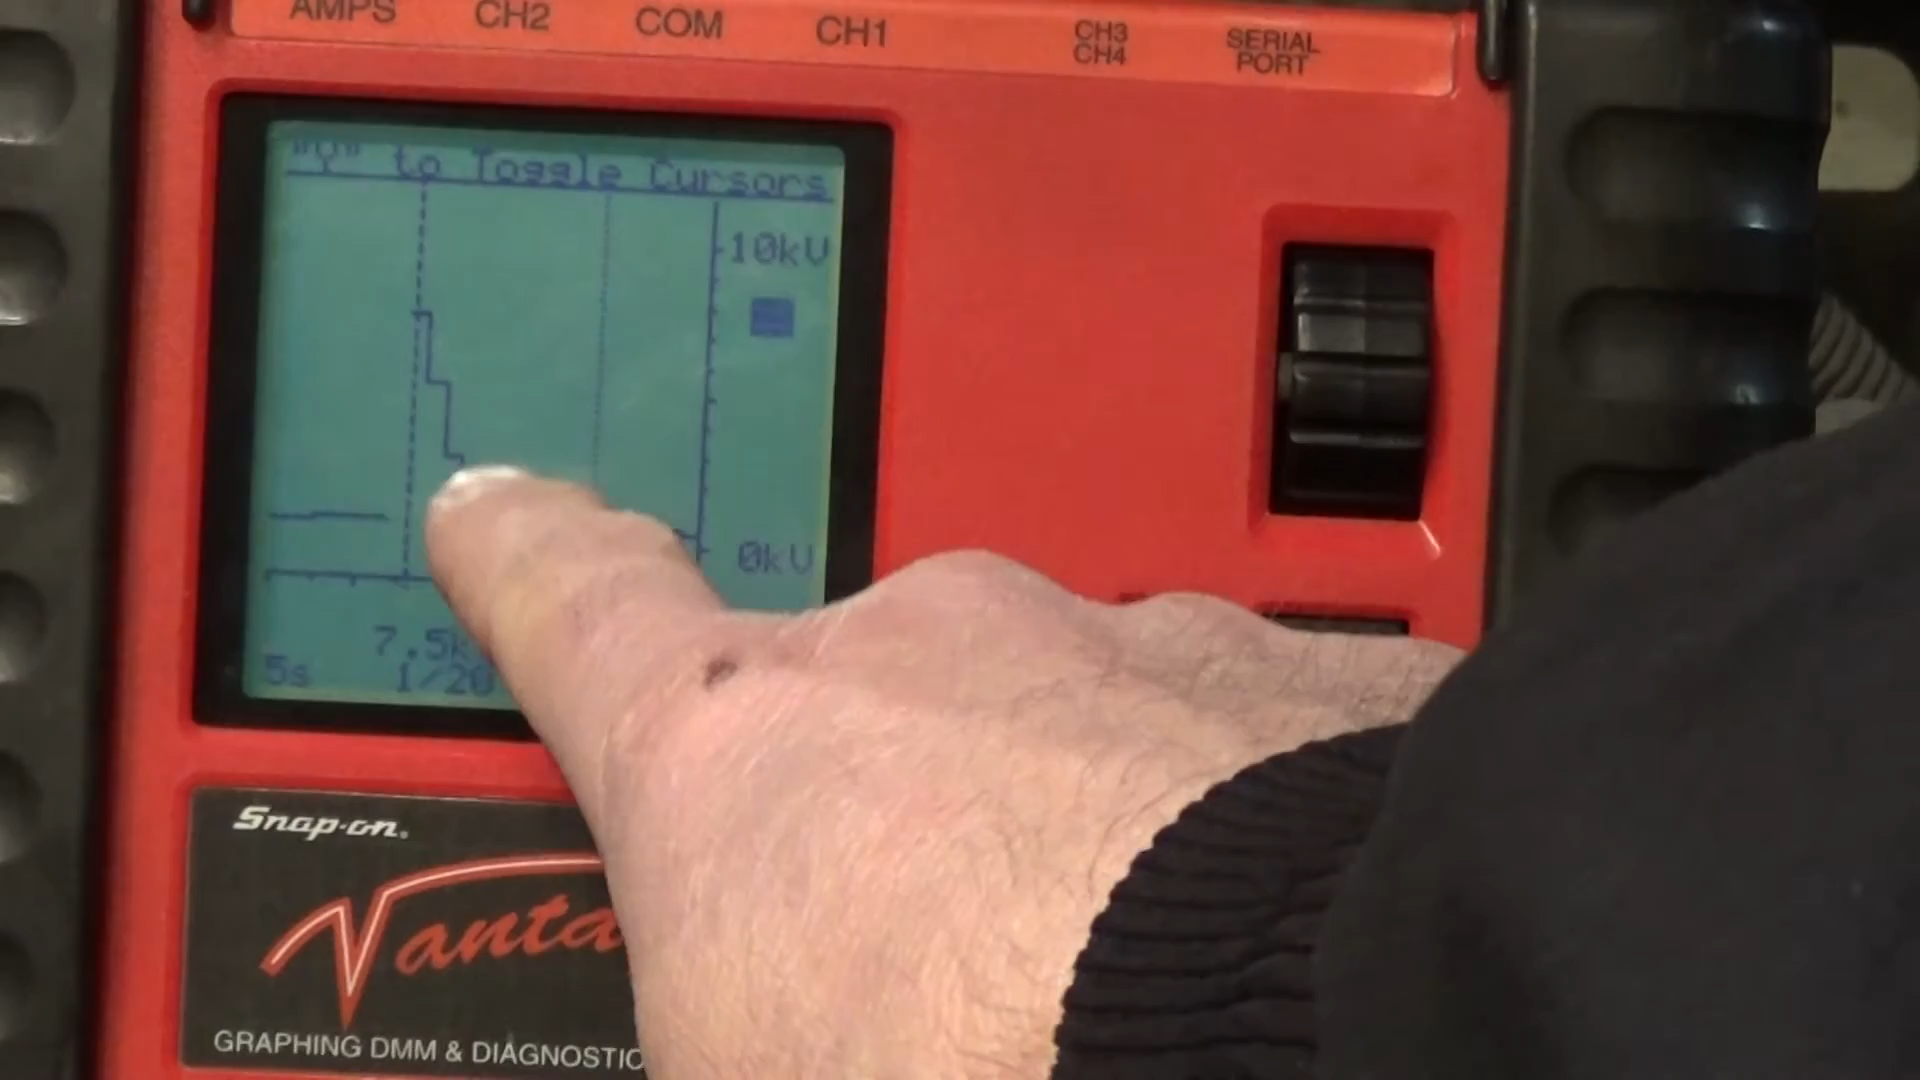 AMPS CH2 COM CH1 CH3 SERIAL
CH4 PORT
"Y" to Toggle Cursors
10kV
0kV
7.5k
5s 1/20
Snap-on.
Vanta
GRAPHING DMM & DIAGNOSTIC